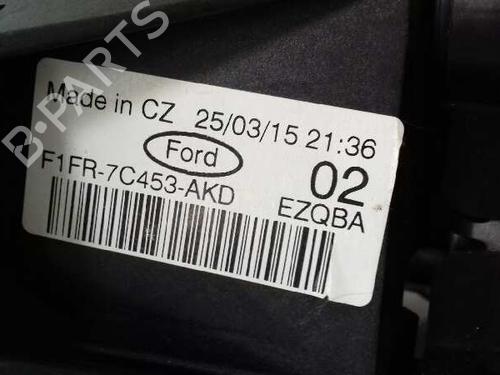 B-PARTS
Made in CZ 25/03/15 21:36
Ford
02
F1FR-7C453-AKD
EZQBA